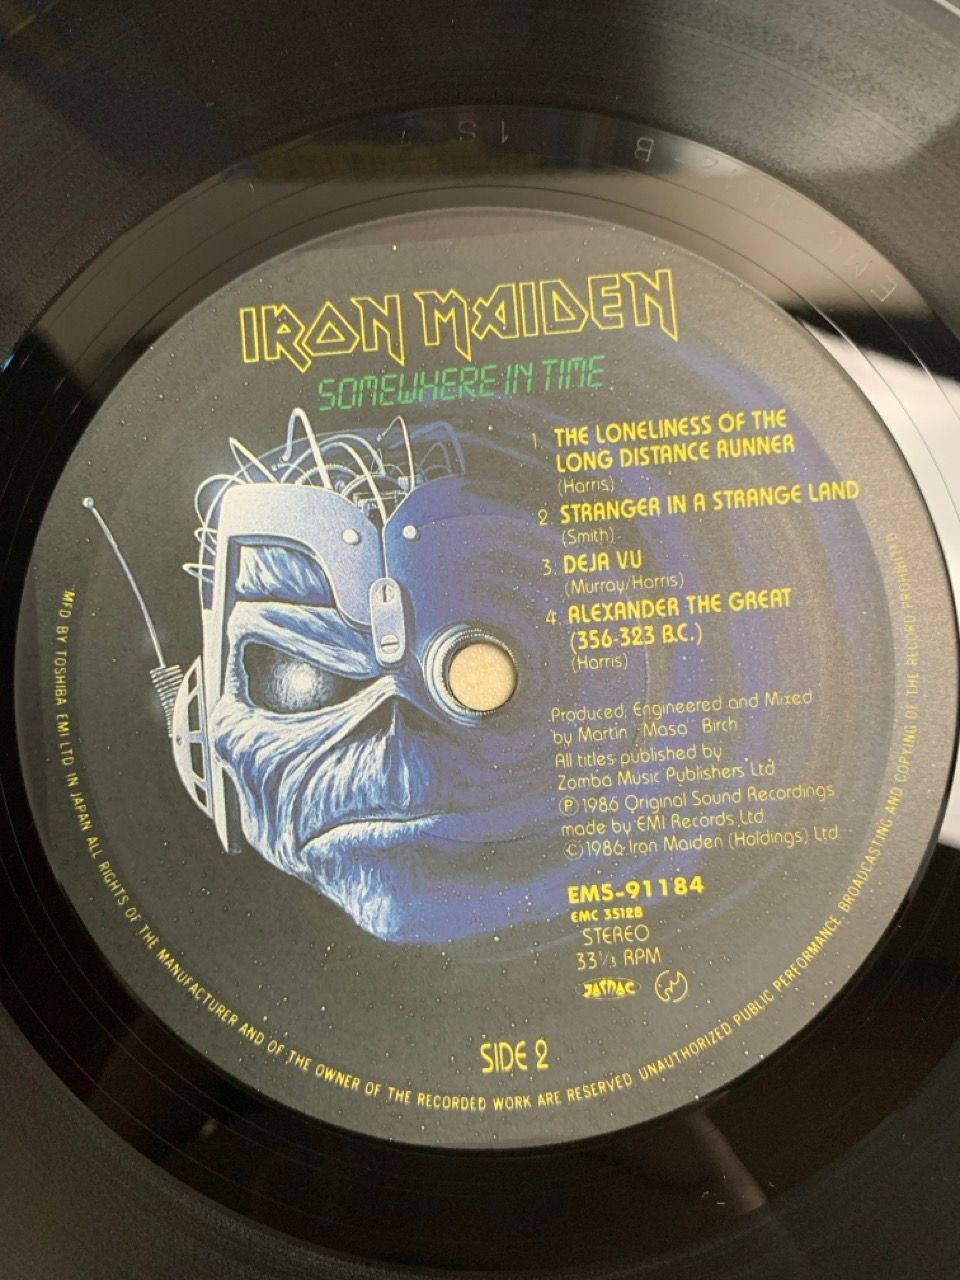 IRON MAIDEN
SOMEWHERE IN TIME
1. THE LONELINESS OF THE
LONG DISTANCE RUNNER
(Harris)
2. STRANGER IN A STRANGE LAND
(Smith)
3. DEJA VU
(Murray/Harris)
4. ALEXANDER THE GREAT
(356-323 B.C.)
(Harris)
Produced, Engineered and Mixed
by Martin "Masa" Birch
All titles published by
Zomba Music Publishers Ltd
Ⓟ 1986 Original Sound Recordings
made by EMI Records Ltd.
© 1986 Iron Maiden (Holdings) Ltd
EMS-91184
EMC 3512B
STEREO
33⅓ RPM
JASRAC
SIDE 2
MFD BY TOSHIBA EMI LTD IN JAPAN ALL RIGHTS OF THE MANUFACTURER AND OF THE OWNER OF THE RECORDED WORK ARE RESERVED UNAUTHORIZED PUBLIC PERFORMANCE BROADCASTING AND COPYING OF THE RECORD PROHIBITED
1S 7